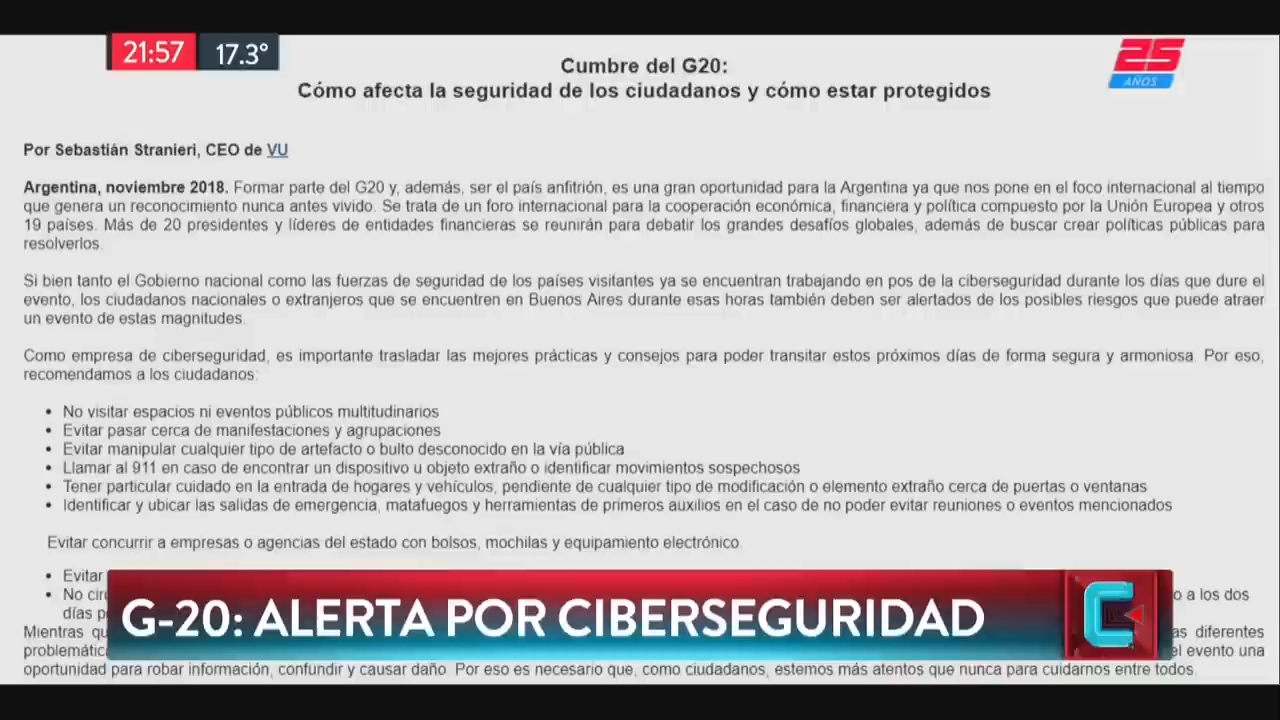 21:57 17.3°
25
AÑOS
Cumbre del G20:
Cómo afecta la seguridad de los ciudadanos y cómo estar protegidos
Por Sebastián Stranieri, CEO de VU
Argentina, noviembre 2018. Formar parte del G20 y, además, ser el país anfitrión, es una gran oportunidad para la Argentina ya que nos pone en el foco internacional al tiempo
que genera un reconocimiento nunca antes vivido. Se trata de un foro internacional para la cooperación económica, financiera y política compuesto por la Unión Europea y otros
19 países. Más de 20 presidentes y líderes de entidades financieras se reunirán para debatir los grandes desafíos globales, además de buscar crear políticas públicas para
resolverlos.
Si bien tanto el Gobierno nacional como las fuerzas de seguridad de los países visitantes ya se encuentran trabajando en pos de la ciberseguridad durante los días que dure el
evento, los ciudadanos nacionales o extranjeros que se encuentren en Buenos Aires durante esas horas también deben ser alertados de los posibles riesgos que puede atraer
un evento de estas magnitudes.
Como empresa de ciberseguridad, es importante trasladar las mejores prácticas y consejos para poder transitar estos próximos días de forma segura y armoniosa. Por eso,
recomendamos a los ciudadanos:
• No visitar espacios ni eventos públicos multitudinarios
• Evitar pasar cerca de manifestaciones y agrupaciones
• Evitar manipular cualquier tipo de artefacto o bulto desconocido en la vía pública
• Llamar al 911 en caso de encontrar un dispositivo u objeto extraño o identificar movimientos sospechosos
• Tener particular cuidado en la entrada de hogares y vehículos, pendiente de cualquier tipo de modificación o elemento extraño cerca de puertas o ventanas
• Identificar y ubicar las salidas de emergencia, matafuegos y herramientas de primeros auxilios en el caso de no poder evitar reuniones o eventos mencionados
Evitar concurrir a empresas o agencias del estado con bolsos, mochilas y equipamiento electrónico.
• Evitar
• No a los dos
días
G-20: ALERTA POR CIBERSEGURIDAD
Mientras diferentes
el evento una
oportunidad para robar información, confundir y causar daño. Por eso es necesario que, como ciudadanos, estemos más atentos que nunca para cuidarnos entre todos.